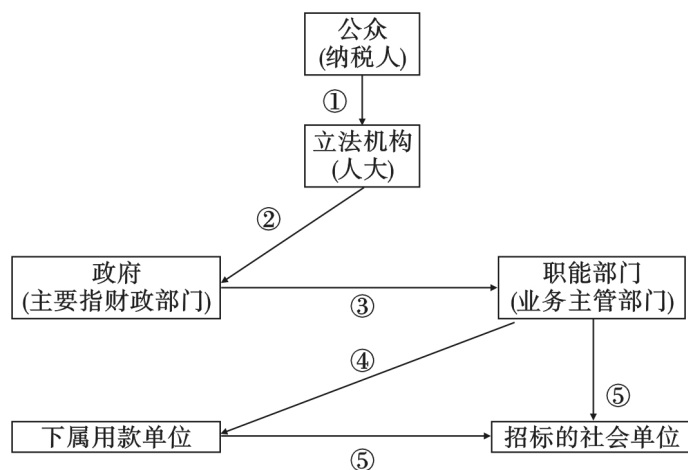 公众
(纳税人)
①
立法机构
(人大)
②
政府
(主要指财政部门)
职能部门
(业务主管部门)
③
④
⑤
下属用款单位
招标的社会单位
⑤